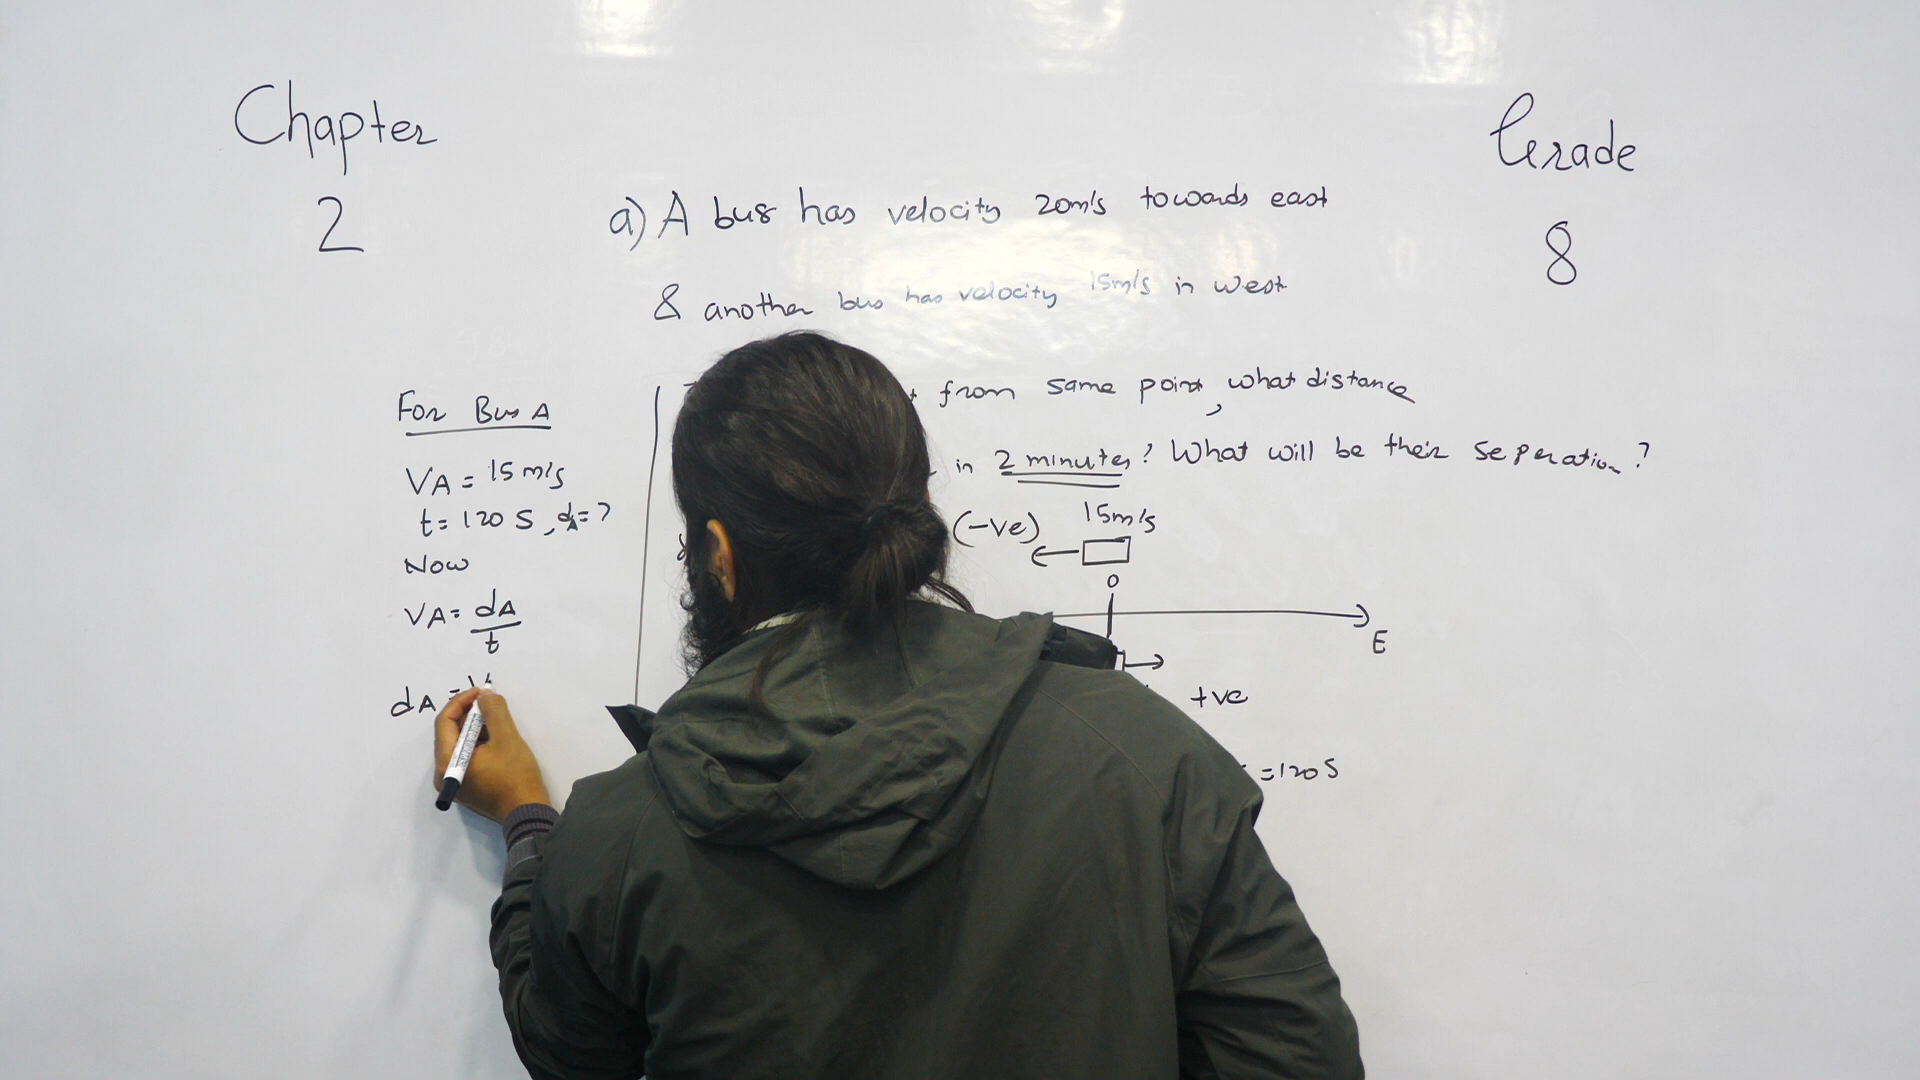 Chapter
2
Grade
8
a) A bus has velocity 20m/s towards east
& another bus has velocity 15m/s in west
from same point, what distance
in 2 minutes? What will be their seperation?
For Bus A
VA = 15 m/s
t = 120 S, dA = ?
Now
VA = dA/t
dA =
(-ve) 15m/s
0
E
+ve
= 120 S